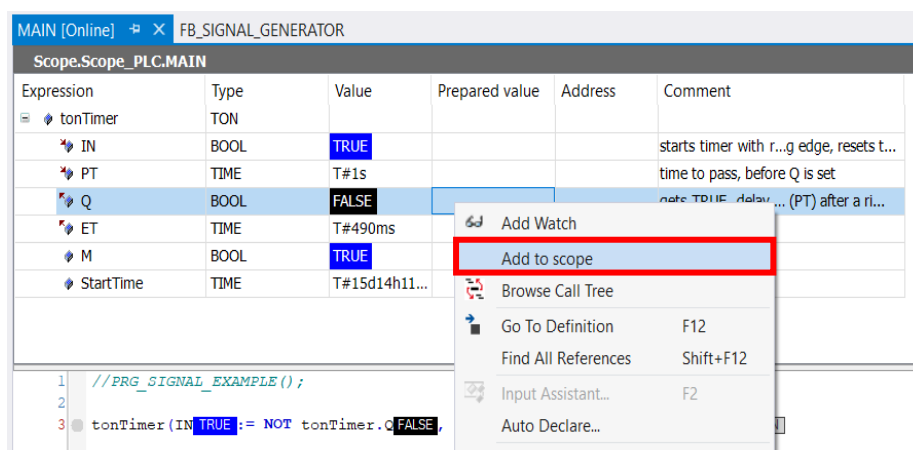 MAIN [Online] FB_SIGNAL_GENERATOR
Scope.Scope_PLC.MAIN
Expression Type Value Prepared value Address Comment
tonTimer TON
IN BOOL TRUE starts timer with r...g edge, resets t...
PT TIME T#1s time to pass, before Q is set
Q BOOL FALSE gets TRUE, delay ... (PT) after a ri...
ET TIME T#490ms
M BOOL TRUE
StartTime TIME T#15d14h11...
Add Watch
Add to scope
Browse Call Tree
Go To Definition F12
Find All References Shift+F12
Input Assistant... F2
Auto Declare...
1 //PRG_SIGNAL_EXAMPLE();
2
3 tonTimer(IN TRUE := NOT tonTimer.Q FALSE ,